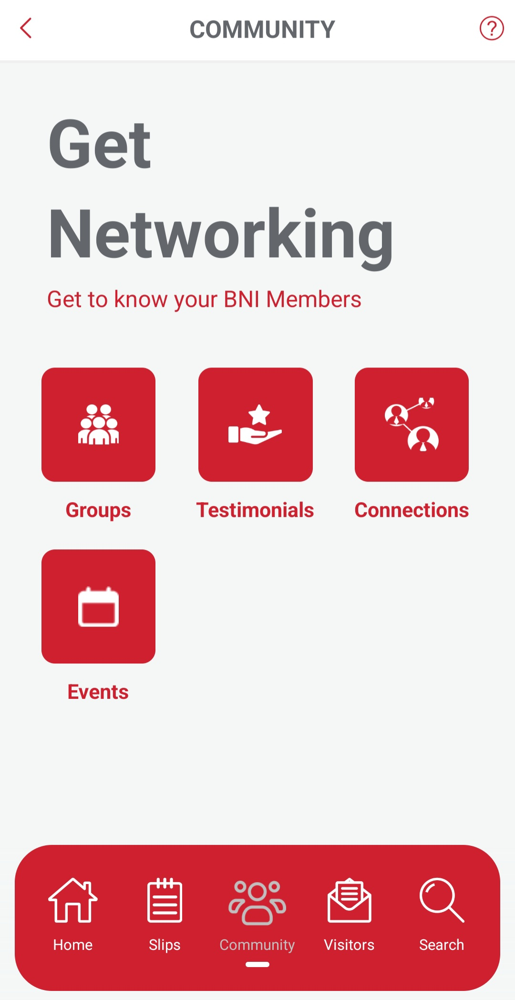 COMMUNITY
Get
Networking
Get to know your BNI Members
Groups
Testimonials
Connections
Events
Home
Slips
Community
Visitors
Search